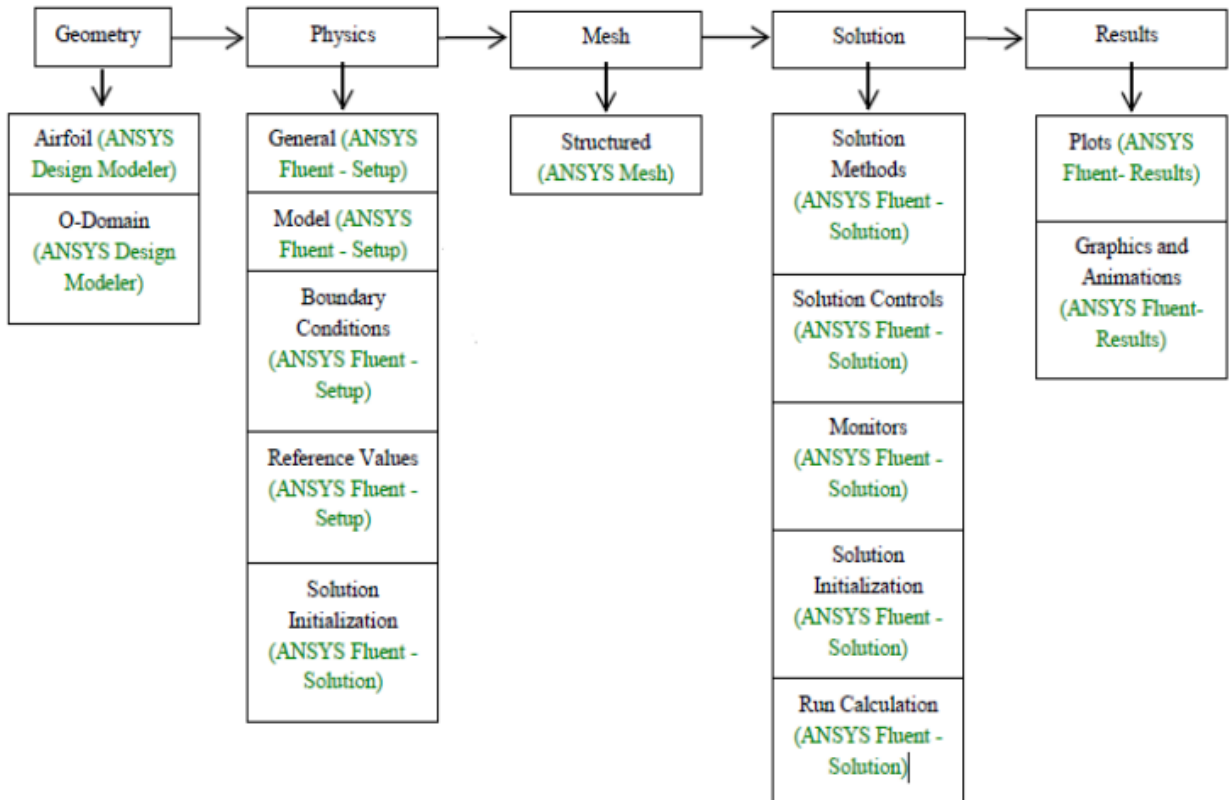 Geometry
Physics
Mesh
Solution
Results
Airfoil (ANSYS
Design Modeler)
O-Domain
(ANSYS Design
Modeler)
General (ANSYS
Fluent - Setup)
Model (ANSYS
Fluent - Setup)
Boundary
Conditions
(ANSYS Fluent -
Setup)
Reference Values
(ANSYS Fluent -
Setup)
Solution
Initialization
(ANSYS Fluent -
Solution)
Structured
(ANSYS Mesh)
Solution
Methods
(ANSYS Fluent -
Solution)
Solution Controls
(ANSYS Fluent -
Solution)
Monitors
(ANSYS Fluent -
Solution)
Solution
Initialization
(ANSYS Fluent -
Solution)
Run Calculation
(ANSYS Fluent -
Solution)
Plots (ANSYS
Fluent- Results)
Graphics and
Animations
(ANSYS Fluent-
Results)